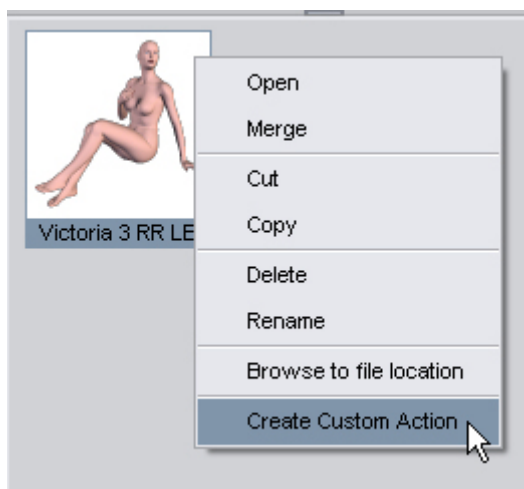 Victoria 3 RR LE
Open
Merge
Cut
Copy
Delete
Rename
Browse to file location
Create Custom Action